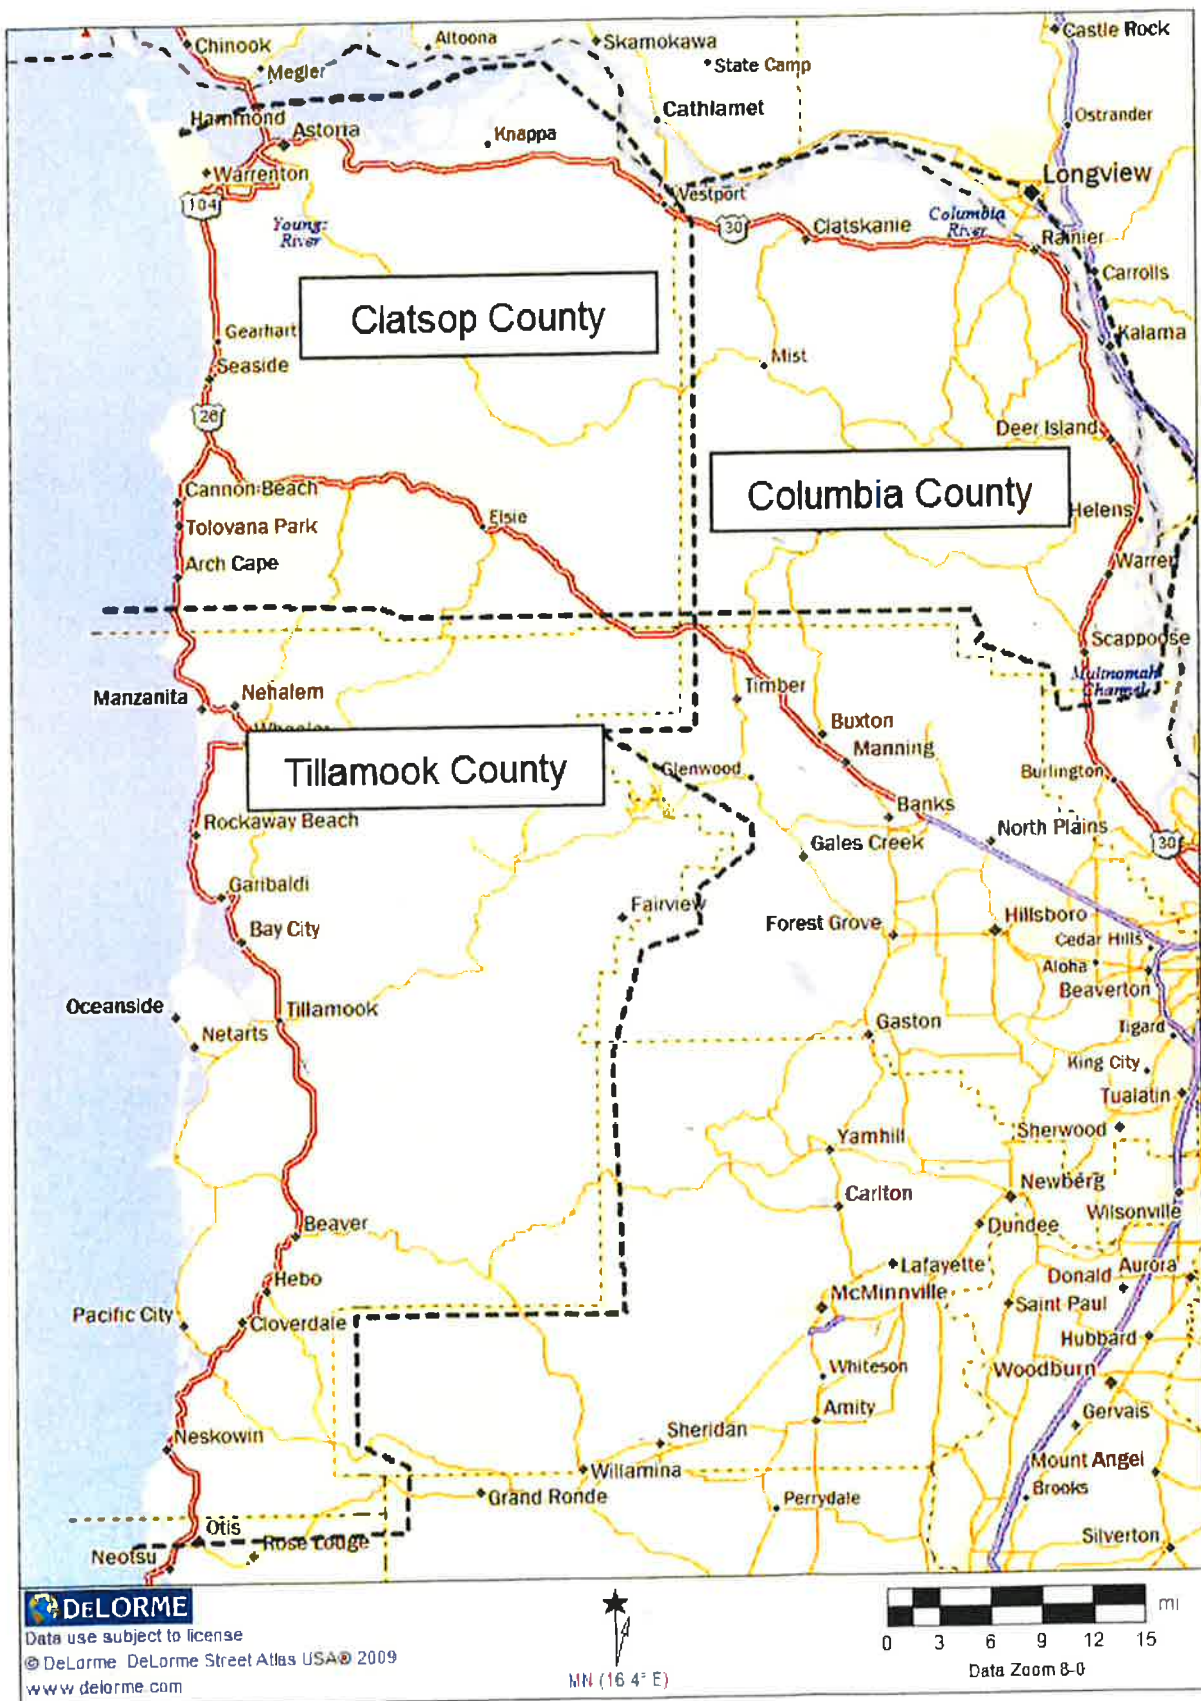 Chinook
Altoona
Skamokawa
Castle Rock
Megler
State Camp
Hammond
Cathlamet
Ostrander
Astoria
Knappa
Warrenton
Longview
104
Westport
Youngs
River
30
Clatskanie
Columbia
River
Rainier
Carrolls
Clatsop County
Gearhart
Kalama
Seaside
Mist
26
Deer Island
Cannon Beach
Columbia County
Tolovana Park
Elsie
Helens
Arch Cape
Warren
Scappoose
Multnomah
Channel
Manzanita
Nehalem
Timber
Wheeler
Buxton
Manning
Tillamook County
Glenwood
Burlington
Banks
Rockaway Beach
North Plains
Gales Creek
30
Garibaldi
Fairview
Bay City
Forest Grove
Hillsboro
Cedar Hills
Aloha
Beaverton
Oceanside
Tillamook
Netarts
Gaston
Tigard
King City
Tualatin
Yamhill
Sherwood
Carlton
Newberg
Wilsonville
Beaver
Dundee
Lafayette
Hebo
Donald
Aurora
Pacific City
Cloverdale
McMinnville
Saint Paul
Hubbard
Whiteson
Woodburn
Neskowin
Sheridan
Amity
Gervais
Willamina
Mount Angel
Grand Ronde
Perrydale
Brooks
Otis
Neotsu
Rose Lodge
Silverton
DELORME
Data use subject to license
© DeLorme DeLorme Street Atlas USA® 2009
www.delorme.com
MN (16.4° E)
mi
0 3 6 9 12 15
Data Zoom 8-0